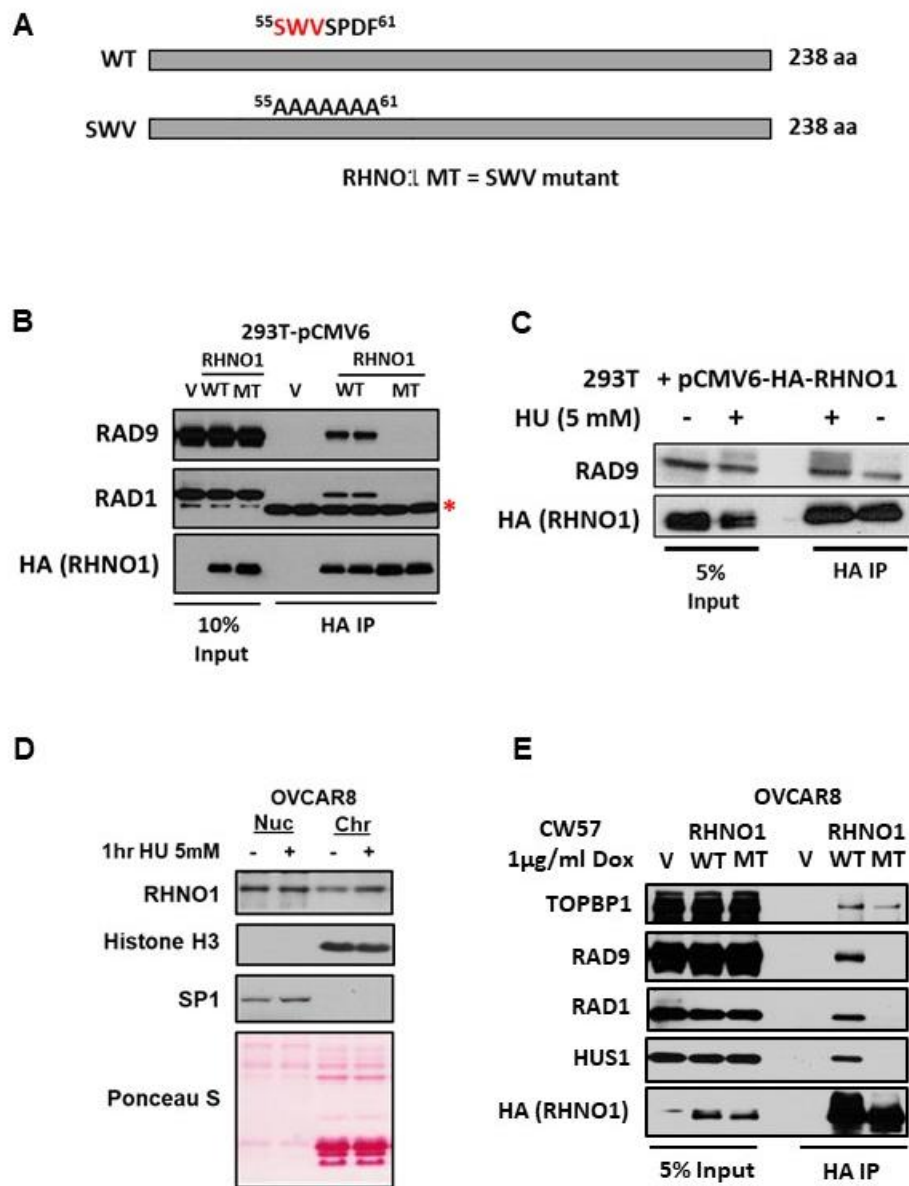 A
55SWVSPDF61
WT 238 aa
55AAAAAAA61
SWV 238 aa
RHNO1 MT = SWV mutant
B
293T-pCMV6
RHNO1 RHNO1
V WT MT V WT MT
RAD9
RAD1 *
HA (RHNO1)
10% Input HA IP
C
293T + pCMV6-HA-RHNO1
HU (5 mM) - + + -
RAD9
HA (RHNO1)
5% Input HA IP
D
OVCAR8
Nuc Chr
1hr HU 5mM - + - +
RHNO1
Histone H3
SP1
Ponceau S
E
OVCAR8
CW57 RHNO1 RHNO1
1µg/ml Dox V WT MT V WT MT
TOPBP1
RAD9
RAD1
HUS1
HA (RHNO1)
5% Input HA IP